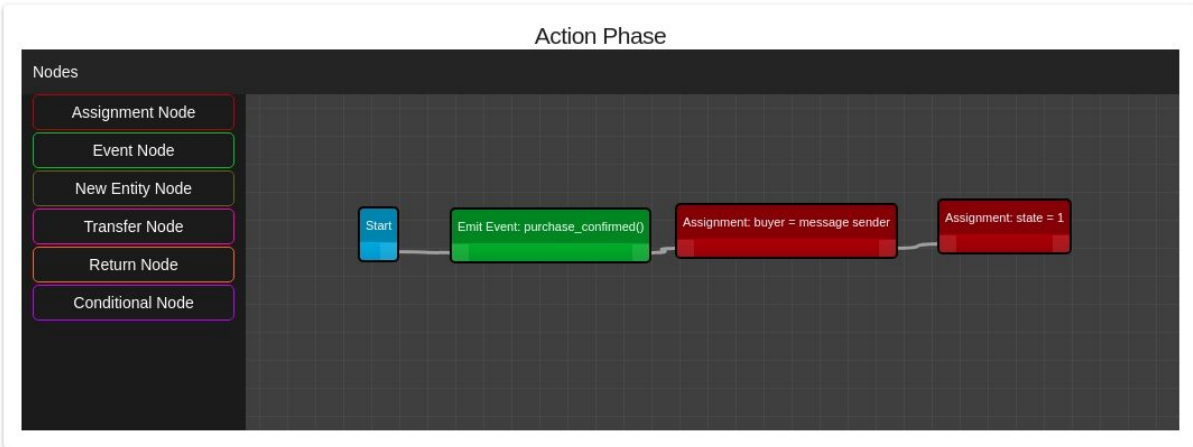 Action Phase
Nodes
Assignment Node
Event Node
New Entity Node
Transfer Node
Return Node
Conditional Node
Start
Emit Event: purchase_confirmed()
Assignment: buyer = message sender
Assignment: state = 1